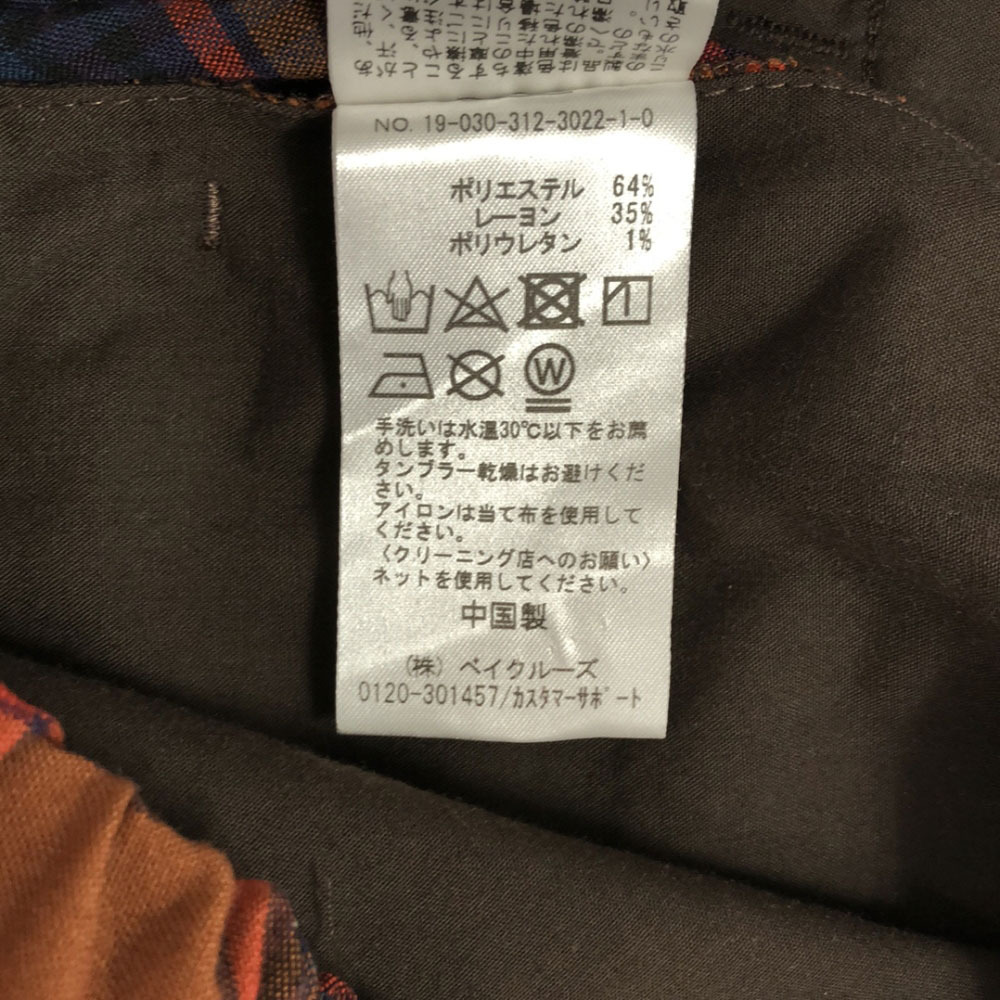 NO. 19-030-312-3022-1-0
ポリエステル 64%
レーヨン 35%
ポリウレタン 1%
W
手洗いは水温30℃以下をお薦
めします。
タンブラー乾燥はお避けくだ
さい。
アイロンは当て布を使用して
ください。
〈クリーニング店へのお願い〉
ネットを使用してください。
中国製
(株) ベイクルーズ
0120-301457/カスタマーサポート